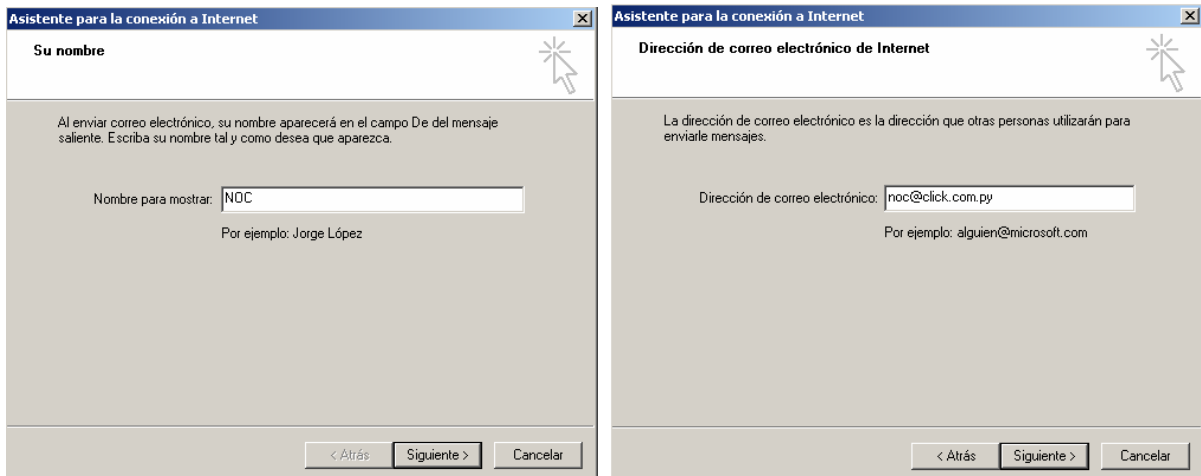 Asistente para la conexión a Internet
Su nombre
Al enviar correo electrónico, su nombre aparecerá en el campo De del mensaje
saliente. Escriba su nombre tal y como desea que aparezca.
Nombre para mostrar: NOC
Por ejemplo: Jorge López
< Atrás Siguiente > Cancelar
Asistente para la conexión a Internet
Dirección de correo electrónico de Internet
La dirección de correo electrónico es la dirección que otras personas utilizarán para
enviarle mensajes.
Dirección de correo electrónico: noc@click.com.py
Por ejemplo: alguien@microsoft.com
< Atrás Siguiente > Cancelar